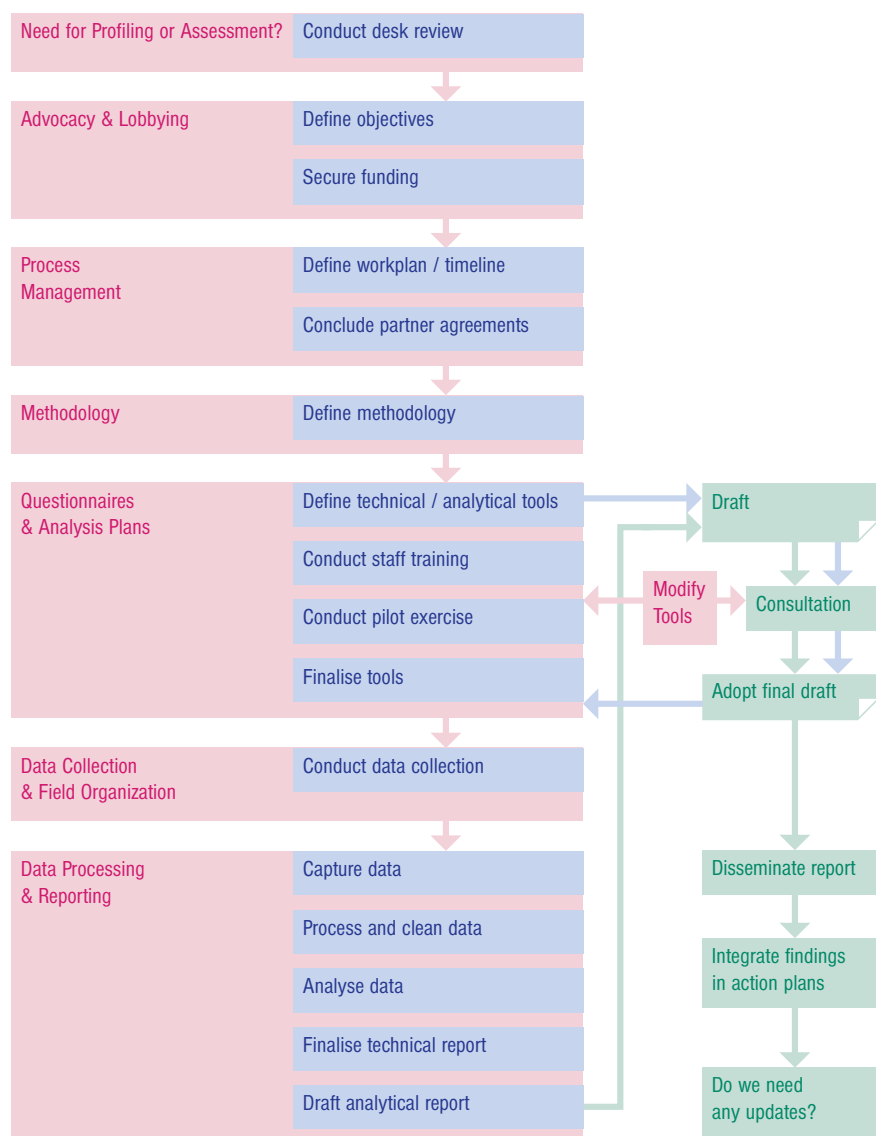 Need for Profiling or Assessment?
Conduct desk review
Advocacy & Lobbying
Define objectives
Secure funding
Process
Management
Define workplan / timeline
Conclude partner agreements
Methodology
Define methodology
Questionnaires
& Analysis Plans
Define technical / analytical tools
Conduct staff training
Conduct pilot exercise
Finalise tools
Modify
Tools
Draft
Consultation
Adopt final draft
Data Collection
& Field Organization
Conduct data collection
Data Processing
& Reporting
Capture data
Process and clean data
Analyse data
Finalise technical report
Draft analytical report
Disseminate report
Integrate findings
in action plans
Do we need
any updates?